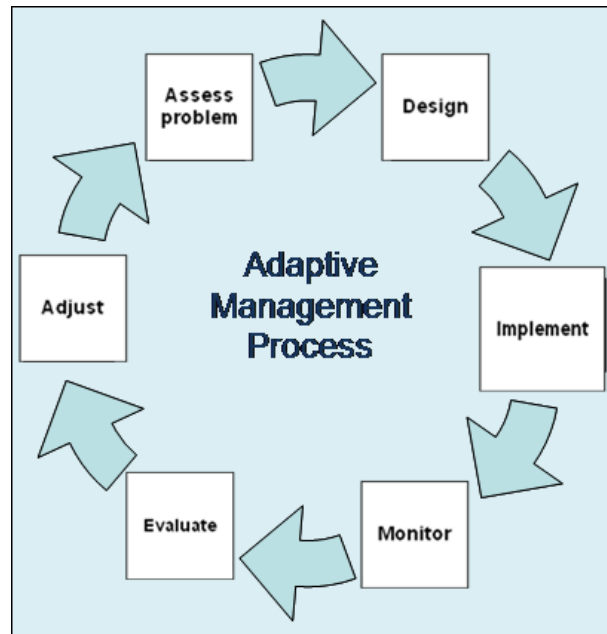 Assess
problem
Design
Adaptive
Management
Process
Adjust
Implement
Evaluate
Monitor